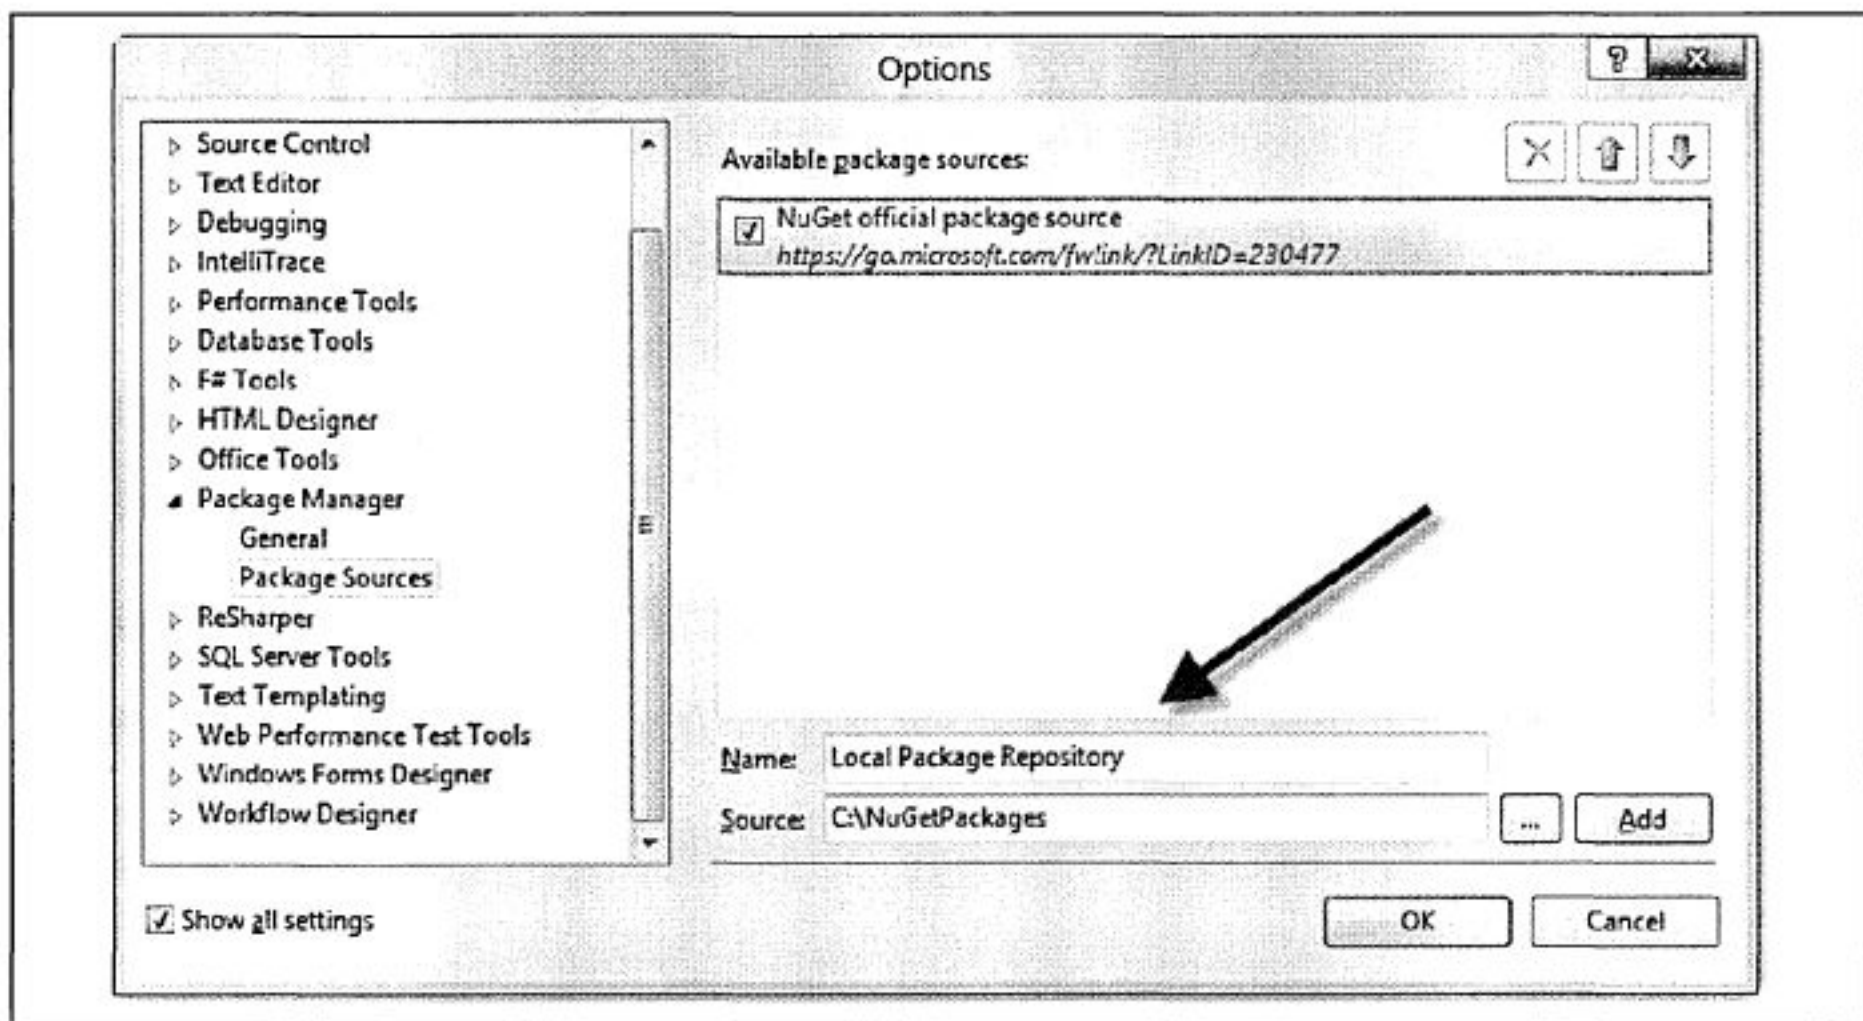 Options
?
Source Control
Text Editor
Debugging
IntelliTrace
Performance Tools
Database Tools
F# Tools
HTML Designer
Office Tools
Package Manager
General
Package Sources
ReSharper
SQL Server Tools
Text Templating
Web Performance Test Tools
Windows Forms Designer
Workflow Designer
Show all settings
Available package sources:
NuGet official package source
https://go.microsoft.com/fwlink/?LinkID=230477
Name: Local Package Repository
Source: C:\NuGetPackages
... Add
OK Cancel